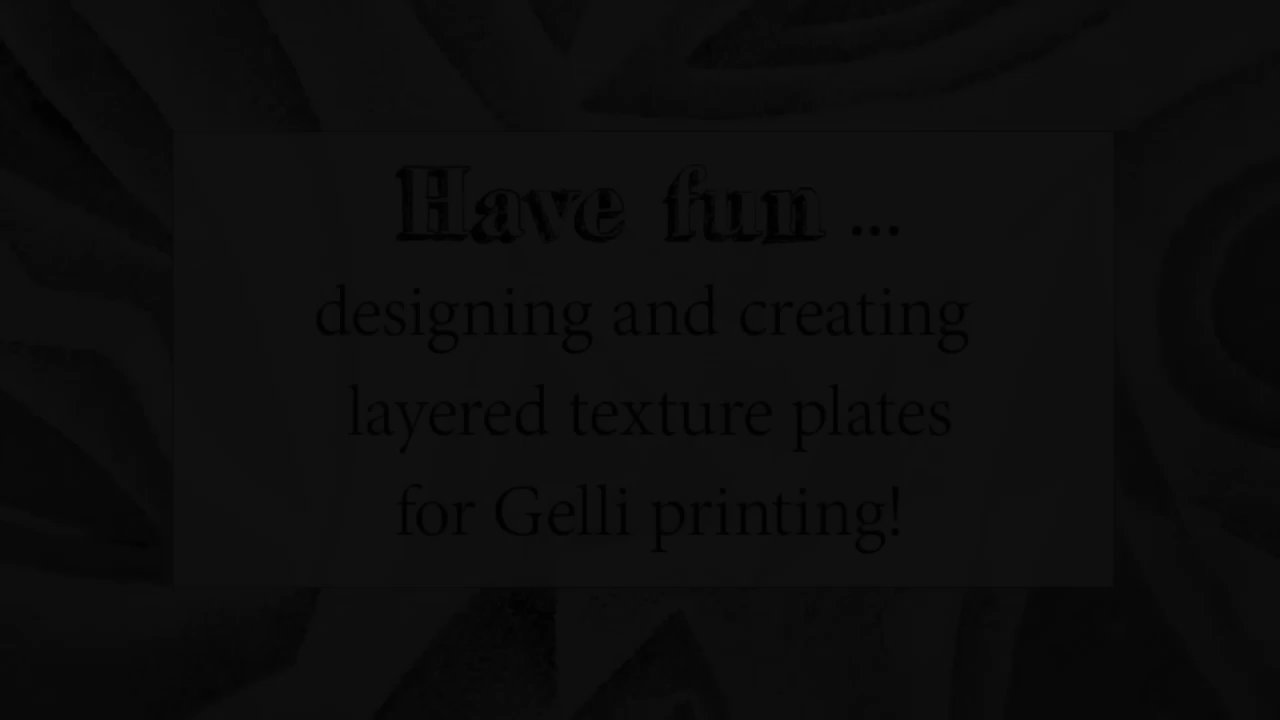 Have fun ...
designing and creating
layered texture plates
for Gelli printing!